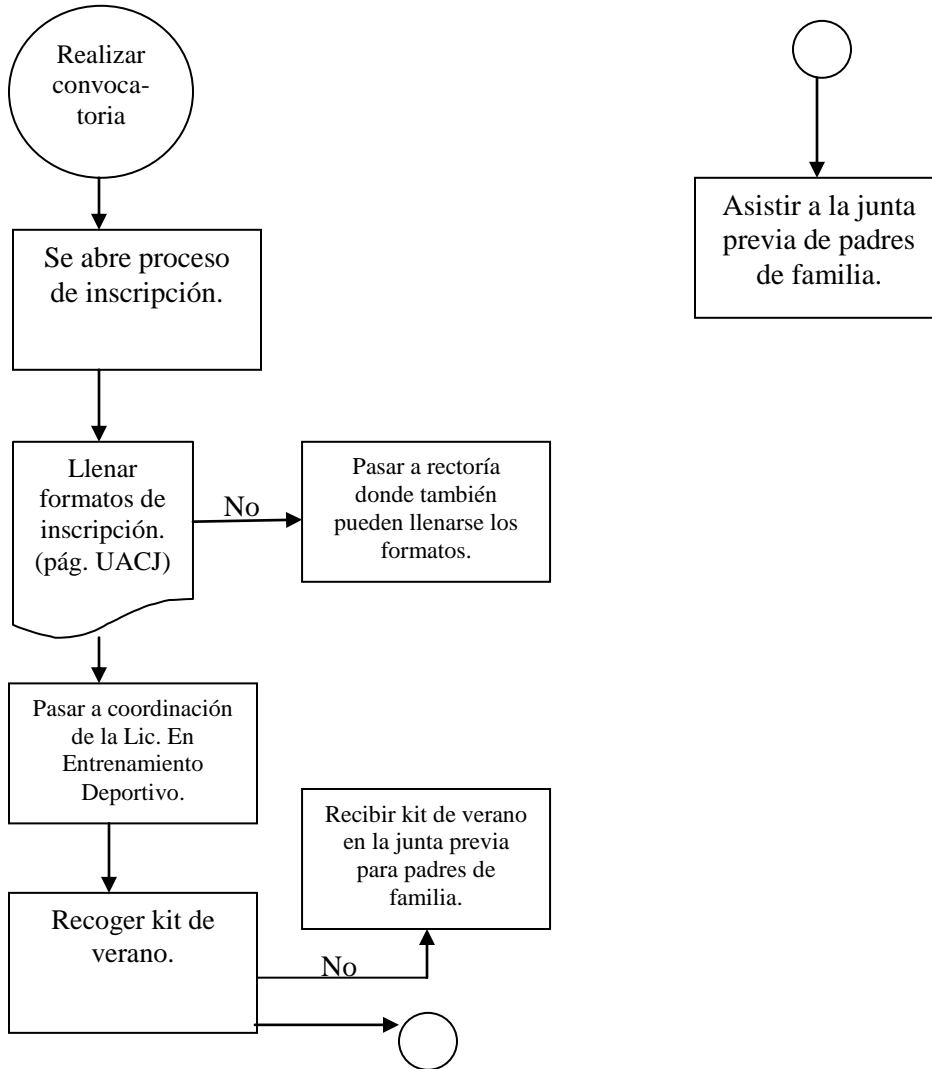 Realizar
convoca-
toria
Se abre proceso
de inscripción.
Llenar
formatos de
inscripción.
(pág. UACJ)
No
Pasar a rectoría
donde también
pueden llenarse los
formatos.
Pasar a coordinación
de la Lic. En
Entrenamiento
Deportivo.
Recoger kit de
verano.
No
Recibir kit de verano
en la junta previa
para padres de
familia.
Asistir a la junta
previa de padres
de familia.